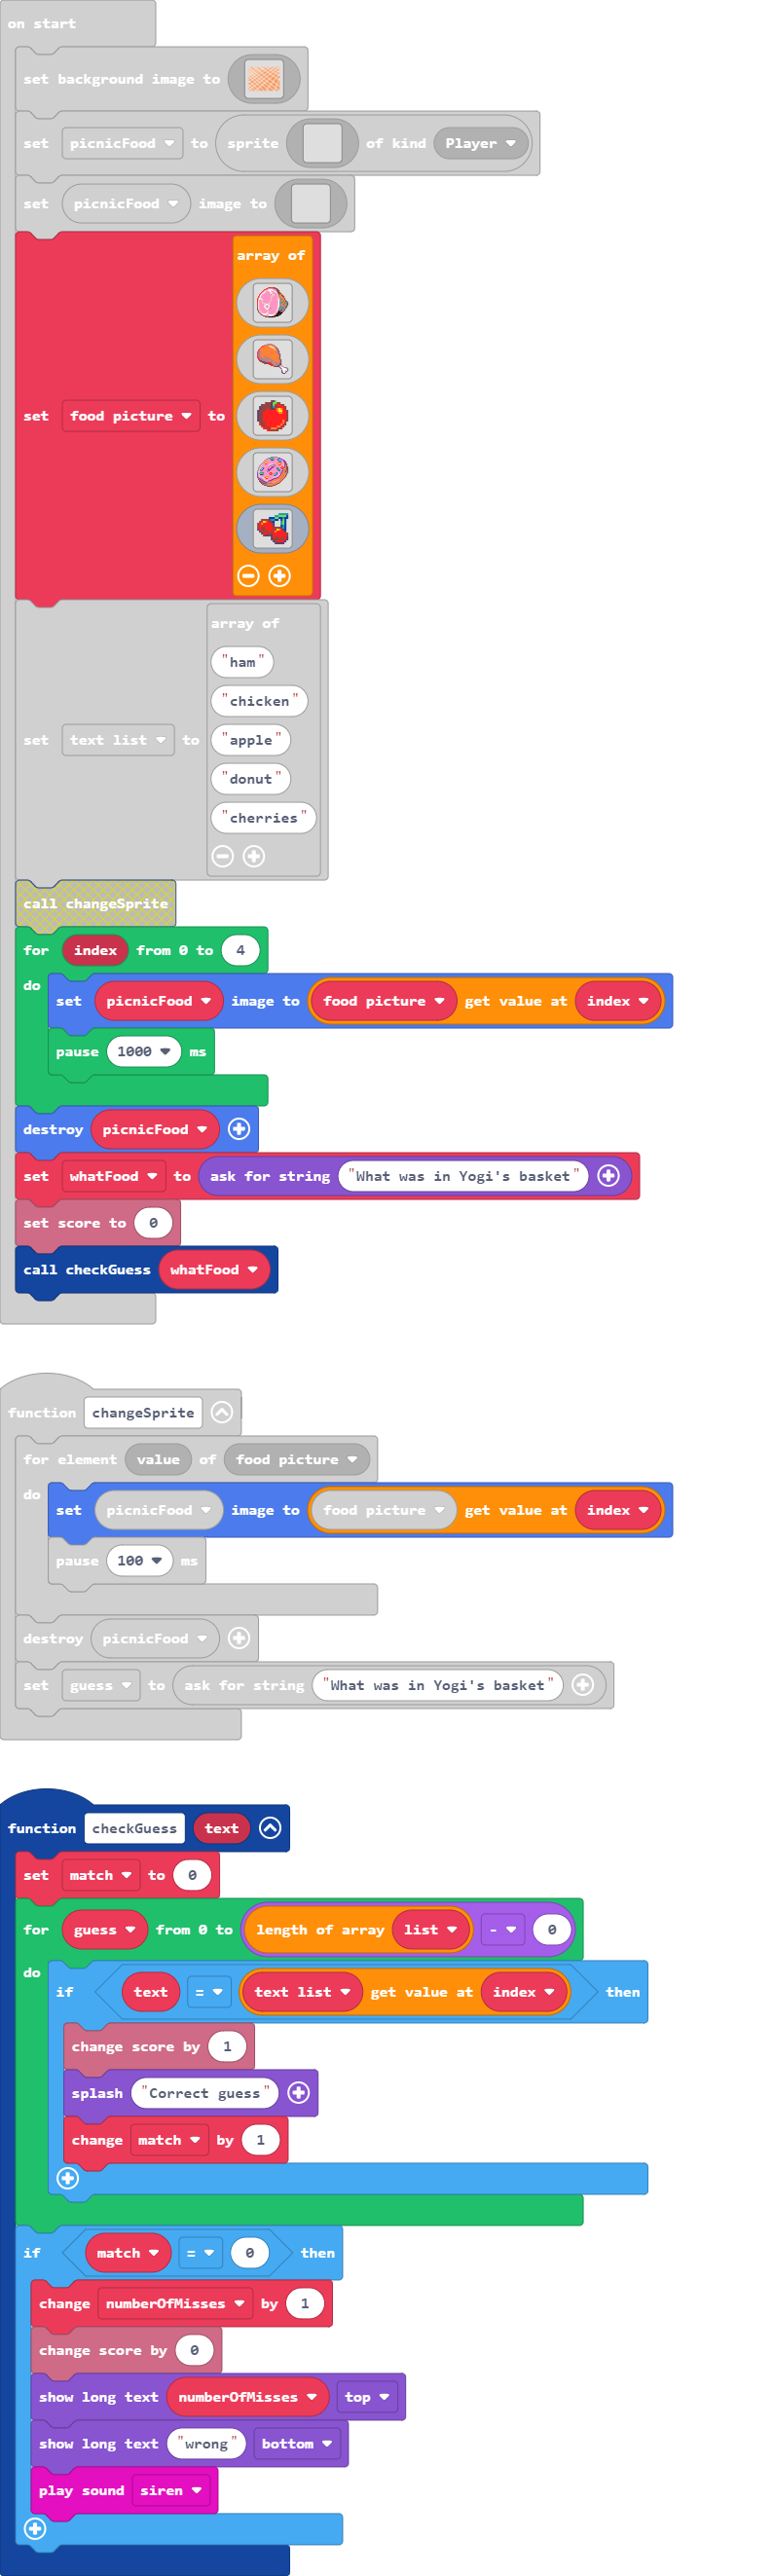 on start
set background image to
set picnicFood to sprite of kind Player
set picnicFood image to
array of
set food picture to
array of
"ham"
"chicken"
"apple"
set text list to
"donut"
"cherries"
call changeSprite
for index from 0 to 4
do
set picnicFood image to food picture get value at index
pause 1000 ms
destroy picnicFood
set whatFood to ask for string "What was in Yogi's basket"
set score to 0
call checkGuess whatFood
function changeSprite
for element value of food picture
do
set picnicFood image to food picture get value at index
pause 100 ms
destroy picnicFood
set guess to ask for string "What was in Yogi's basket"
function checkGuess text
set match to 0
for guess from 0 to length of array list - 0
do
if text = text list get value at index then
change score by 1
splash "Correct guess"
change match by 1
if match = 0 then
change numberOfMisses by 1
change score by 0
show long text numberOfMisses top
show long text "wrong" bottom
play sound siren